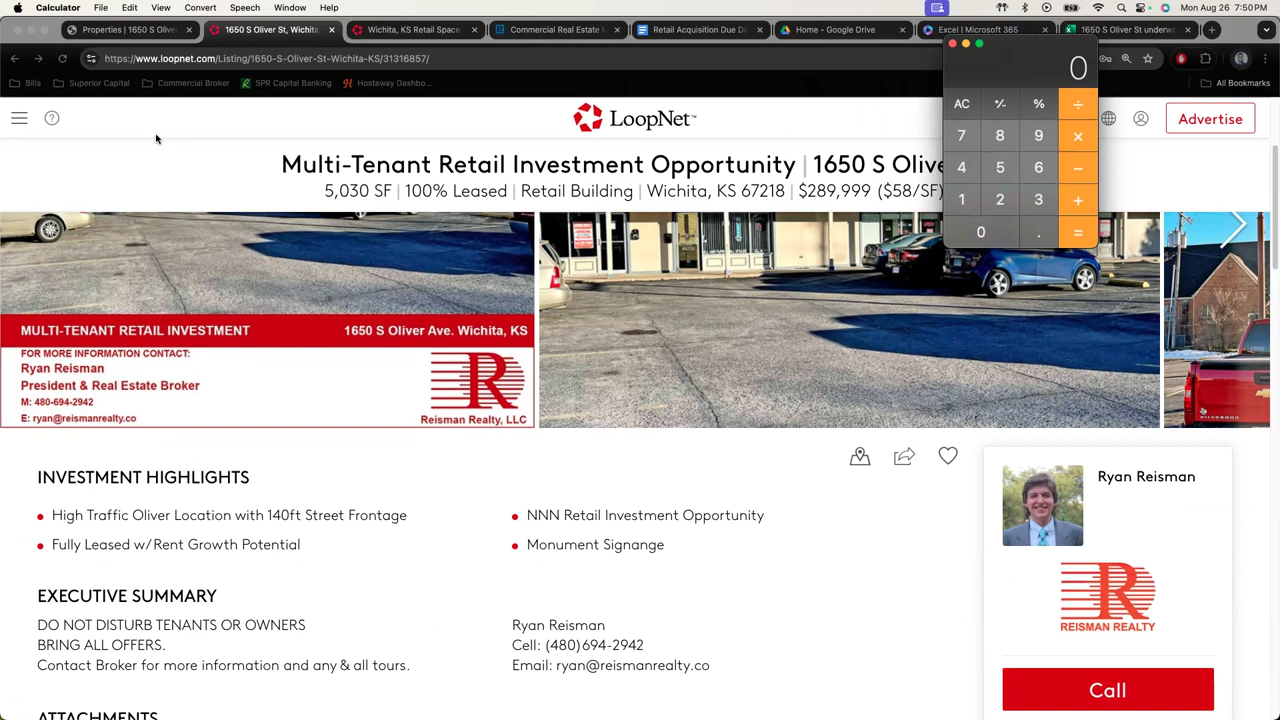 Calculator File Edit View Convert Speech Window Help Mon Aug 26 7:50 PM
Properties | 1650 S Oliver 1650 S Oliver St, Wichita Wichita, KS Retail Space Commercial Real Estate Retail Acquisition Due Dil Home - Google Drive Excel | Microsoft 365 1650 S Oliver St underw
https://www.loopnet.com/Listing/1650-S-Oliver-St-Wichita-KS/31316857/
Bills Superior Capital Commercial Broker SPR Capital Banking Hostaway Dashbo... All Bookmarks
0
AC +/- % ÷
7 8 9 ×
4 5 6 −
1 2 3 +
0 . =
LoopNet™
Advertise
Multi-Tenant Retail Investment Opportunity | 1650 S Olive
5,030 SF | 100% Leased | Retail Building | Wichita, KS 67218 | $289,999 ($58/SF)
MULTI-TENANT RETAIL INVESTMENT 1650 S Oliver Ave. Wichita, KS
FOR MORE INFORMATION CONTACT:
Ryan Reisman
President & Real Estate Broker
M: 480-694-2942
E: ryan@reismanrealty.co
R
Reisman Realty, LLC
INVESTMENT HIGHLIGHTS
High Traffic Oliver Location with 140ft Street Frontage
NNN Retail Investment Opportunity
Fully Leased w/Rent Growth Potential
Monument Signange
EXECUTIVE SUMMARY
DO NOT DISTURB TENANTS OR OWNERS
BRING ALL OFFERS.
Contact Broker for more information and any & all tours.
Ryan Reisman
Cell: (480)694-2942
Email: ryan@reismanrealty.co
ATTACHMENTS
Ryan Reisman
R
REISMAN REALTY
Call